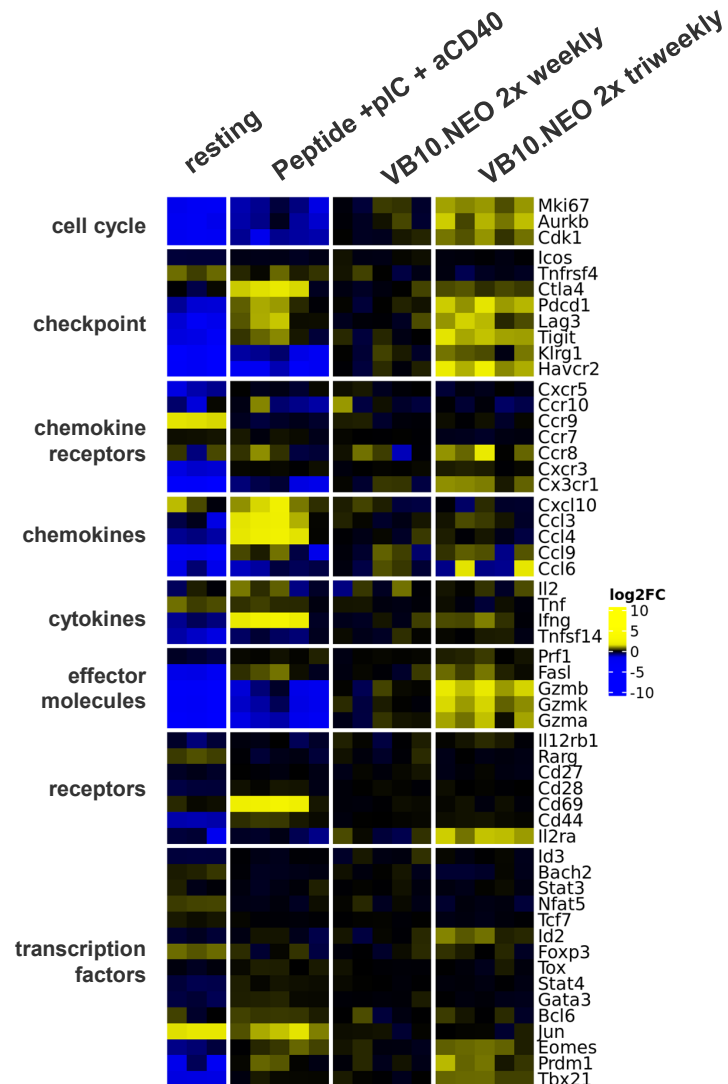 resting
Peptide +pIC + aCD40
VB10.NEO 2x weekly
VB10.NEO 2x triweekly
cell cycle
Mki67
Aurkb
Cdk1
checkpoint
Icos
Tnfrsf4
Ctla4
Pdcd1
Lag3
Tigit
Klrg1
Havcr2
chemokine
receptors
Cxcr5
Ccr10
Ccr9
Ccr7
Ccr8
Cxcr3
Cx3cr1
chemokines
Cxcl10
Ccl3
Ccl4
Ccl9
Ccl6
cytokines
Il2
Tnf
Ifng
Tnfsf14
effector
molecules
Prf1
Fasl
Gzmb
Gzmk
Gzma
receptors
Il12rb1
Rarg
Cd27
Cd28
Cd69
Cd44
Il2ra
transcription
factors
Id3
Bach2
Stat3
Nfat5
Tcf7
Id2
Foxp3
Tox
Stat4
Gata3
Bcl6
Jun
Eomes
Prdm1
Tbx21
log2FC
10
5
0
-5
-10